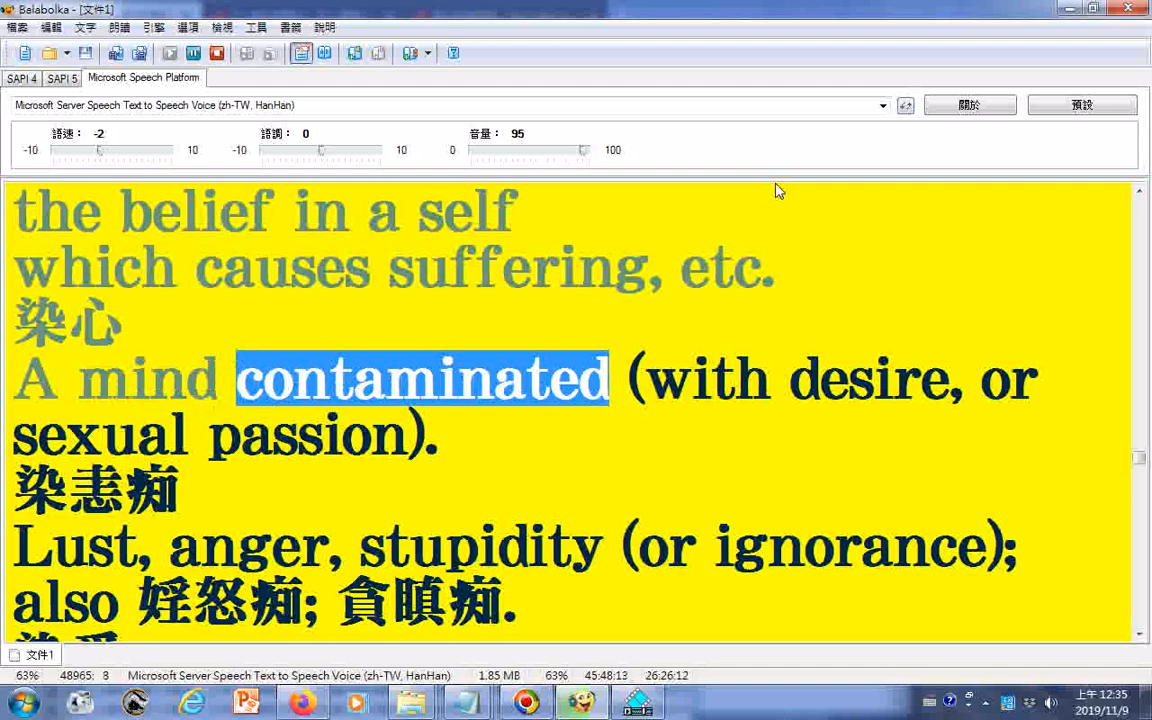 Balabolka - [文件1]
檔案 編輯 文字 朗讀 引擎 選項 檢視 工具 書籤 說明
SAPI 4 SAPI 5 Microsoft Speech Platform
Microsoft Server Speech Text to Speech Voice (zh-TW, HanHan) 關於 預設
語速： -2 語調： 0 音量： 95
-10 10 -10 10 0 100
the belief in a self
which causes suffering, etc.
染心
A mind contaminated (with desire, or
sexual passion).
染恚痴
Lust, anger, stupidity (or ignorance);
also 婬怒痴; 貪瞋痴.
文件1
63% 48965: 8 Microsoft Server Speech Text to Speech Voice (zh-TW, HanHan) 1.85 MB 63% 45:48:13 26:26:12
上午 12:35
2019/11/9